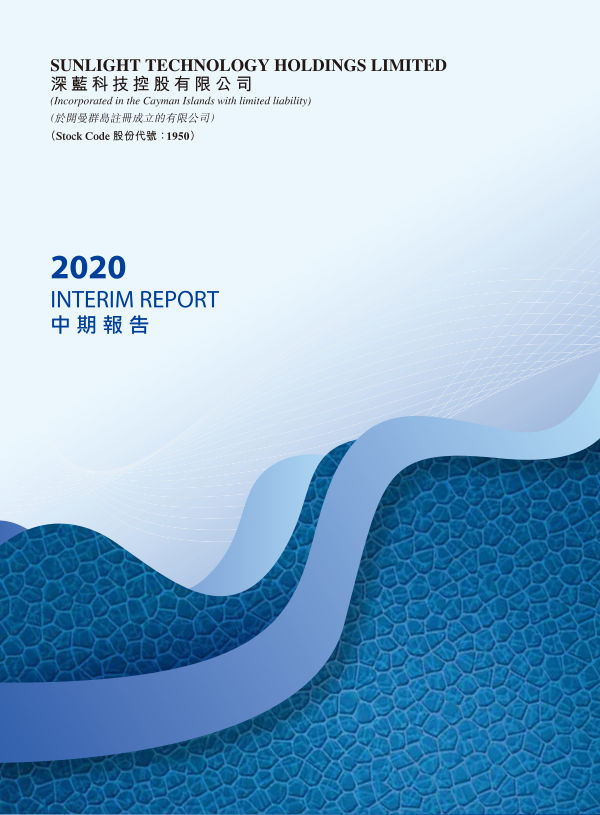 SUNLIGHT TECHNOLOGY HOLDINGS LIMITED
深藍科技控股有限公司
(Incorporated in the Cayman Islands with limited liability)
(於開曼群島註冊成立的有限公司)
(Stock Code 股份代號：1950)
2020
INTERIM REPORT
中期報告